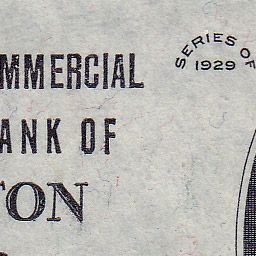 MMERCIAL
ANK OF
TON
SERIES OF
1929